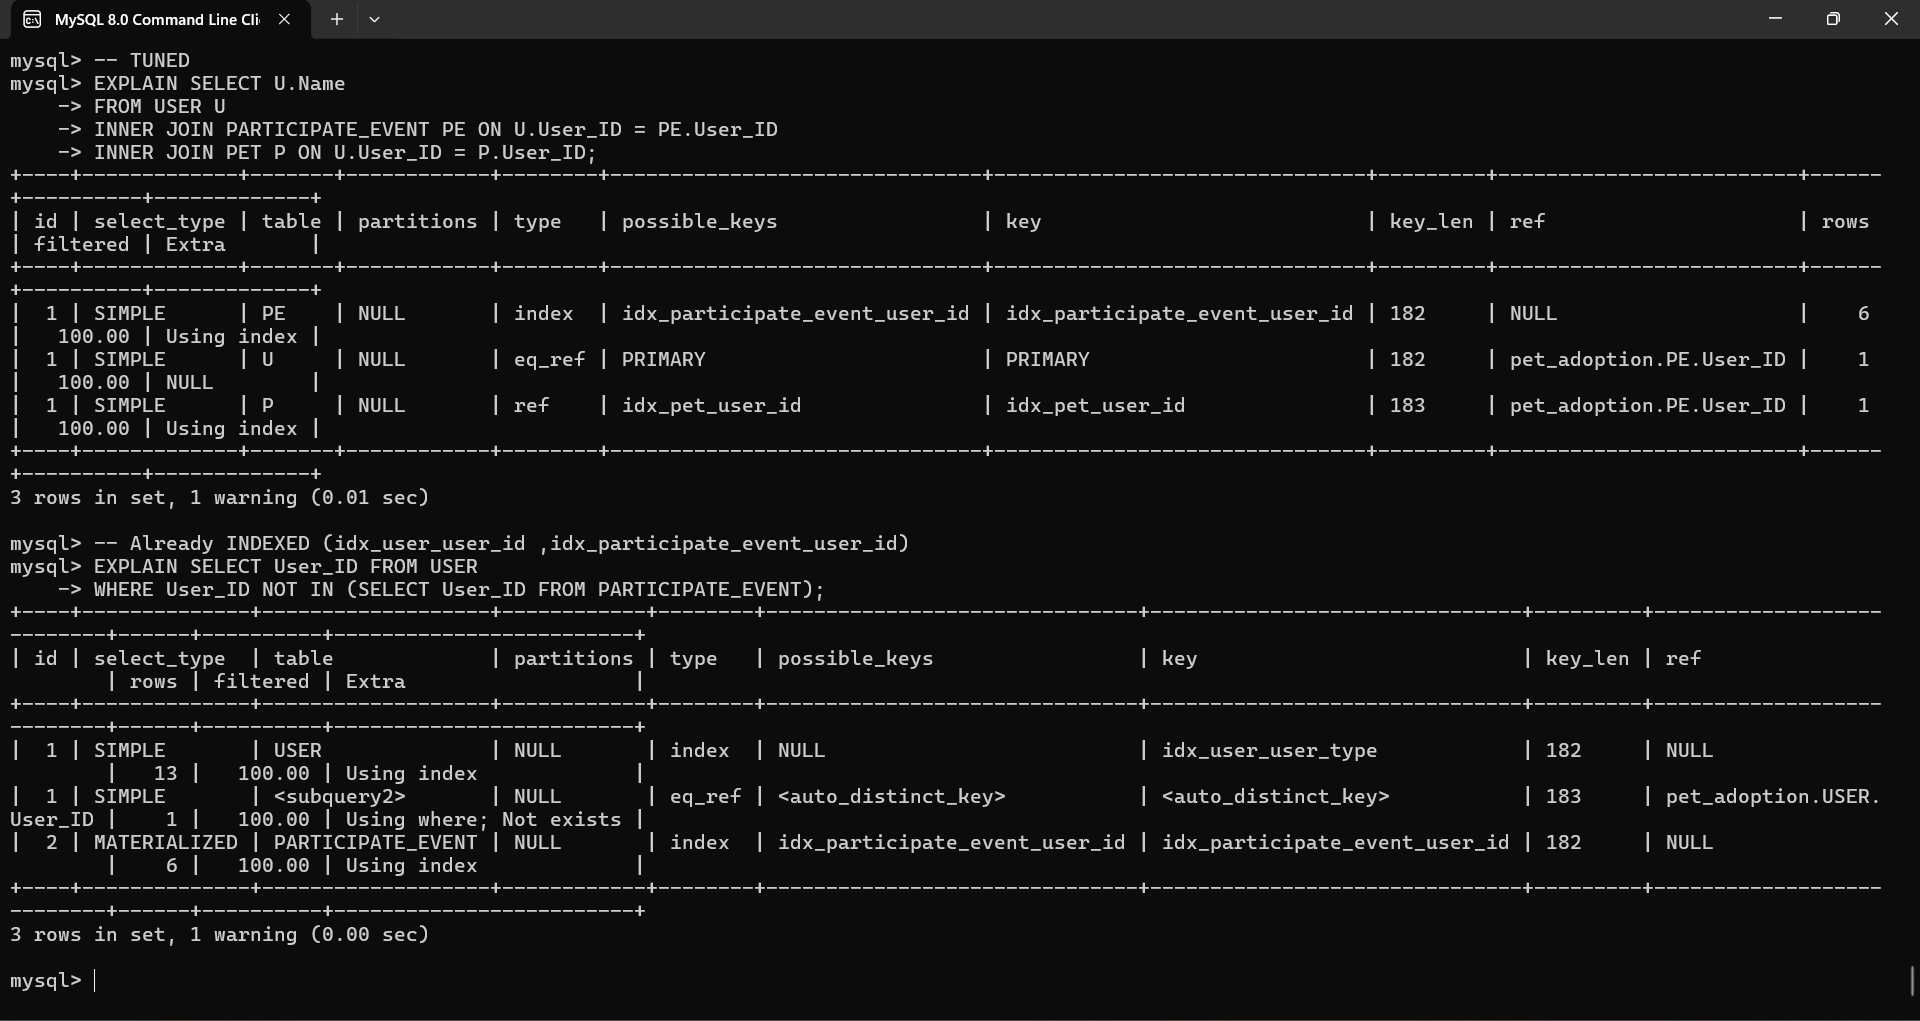 MySQL 8.0 Command Line Cli
mysql> -- TUNED
mysql> EXPLAIN SELECT U.Name
    -> FROM USER U
    -> INNER JOIN PARTICIPATE_EVENT PE ON U.User_ID = PE.User_ID
    -> INNER JOIN PET P ON U.User_ID = P.User_ID;
+----+-------------+-------+------------+--------+-------------------------------+-------------------------------+---------+-------------------------+------
+----------+-------------+
| id | select_type | table | partitions | type   | possible_keys                 | key                           | key_len | ref                     | rows
| filtered | Extra       |
+----+-------------+-------+------------+--------+-------------------------------+-------------------------------+---------+-------------------------+------
+----------+-------------+
|  1 | SIMPLE      | PE    | NULL       | index  | idx_participate_event_user_id | idx_participate_event_user_id | 182     | NULL                    |    6
|   100.00 | Using index |
|  1 | SIMPLE      | U     | NULL       | eq_ref | PRIMARY                       | PRIMARY                       | 182     | pet_adoption.PE.User_ID |    1
|   100.00 | NULL        |
|  1 | SIMPLE      | P     | NULL       | ref    | idx_pet_user_id               | idx_pet_user_id               | 183     | pet_adoption.PE.User_ID |    1
|   100.00 | Using index |
+----+-------------+-------+------------+--------+-------------------------------+-------------------------------+---------+-------------------------+------
+----------+-------------+
3 rows in set, 1 warning (0.01 sec)
mysql> -- Already INDEXED (idx_user_user_id ,idx_participate_event_user_id)
mysql> EXPLAIN SELECT User_ID FROM USER
    -> WHERE User_ID NOT IN (SELECT User_ID FROM PARTICIPATE_EVENT);
+----+--------------+-------------------+------------+--------+-------------------------------+-------------------------------+---------+-------------------
--------+------+----------+-------------------------+
| id | select_type  | table             | partitions | type   | possible_keys                 | key                           | key_len | ref
        | rows | filtered | Extra                   |
+----+--------------+-------------------+------------+--------+-------------------------------+-------------------------------+---------+-------------------
--------+------+----------+-------------------------+
|  1 | SIMPLE       | USER              | NULL       | index  | NULL                          | idx_user_user_type            | 182     | NULL
        |   13 |   100.00 | Using index             |
|  1 | SIMPLE       | <subquery2>       | NULL       | eq_ref | <auto_distinct_key>           | <auto_distinct_key>           | 183     | pet_adoption.USER.
User_ID |    1 |   100.00 | Using where; Not exists |
|  2 | MATERIALIZED | PARTICIPATE_EVENT | NULL       | index  | idx_participate_event_user_id | idx_participate_event_user_id | 182     | NULL
        |    6 |   100.00 | Using index             |
+----+--------------+-------------------+------------+--------+-------------------------------+-------------------------------+---------+-------------------
--------+------+----------+-------------------------+
3 rows in set, 1 warning (0.00 sec)
mysql>